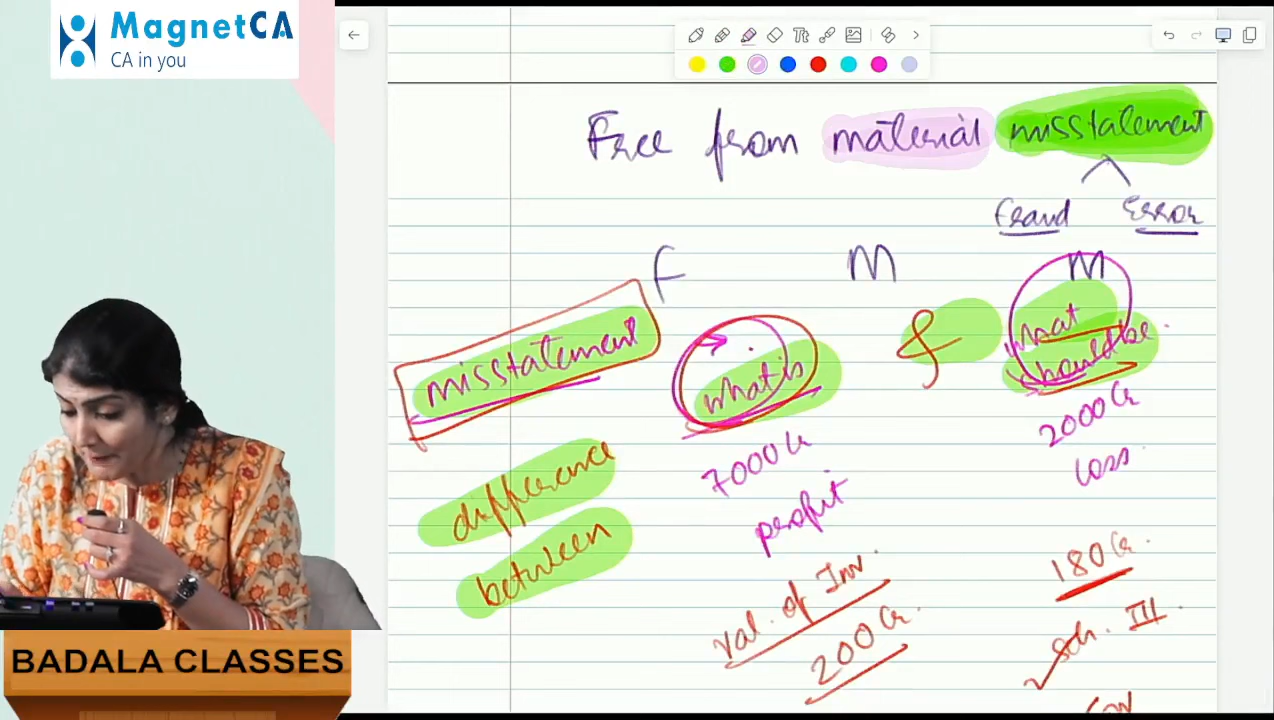 MagnetCA
CA in you
Free from material misstatement
Fraud Error
F M M
misstatement what is & what should be
7000 Cr 2000 Cr
profit loss
difference
between
val. of Inv 180 Cr.
200 Cr. Sch. III
BADALA CLASSES